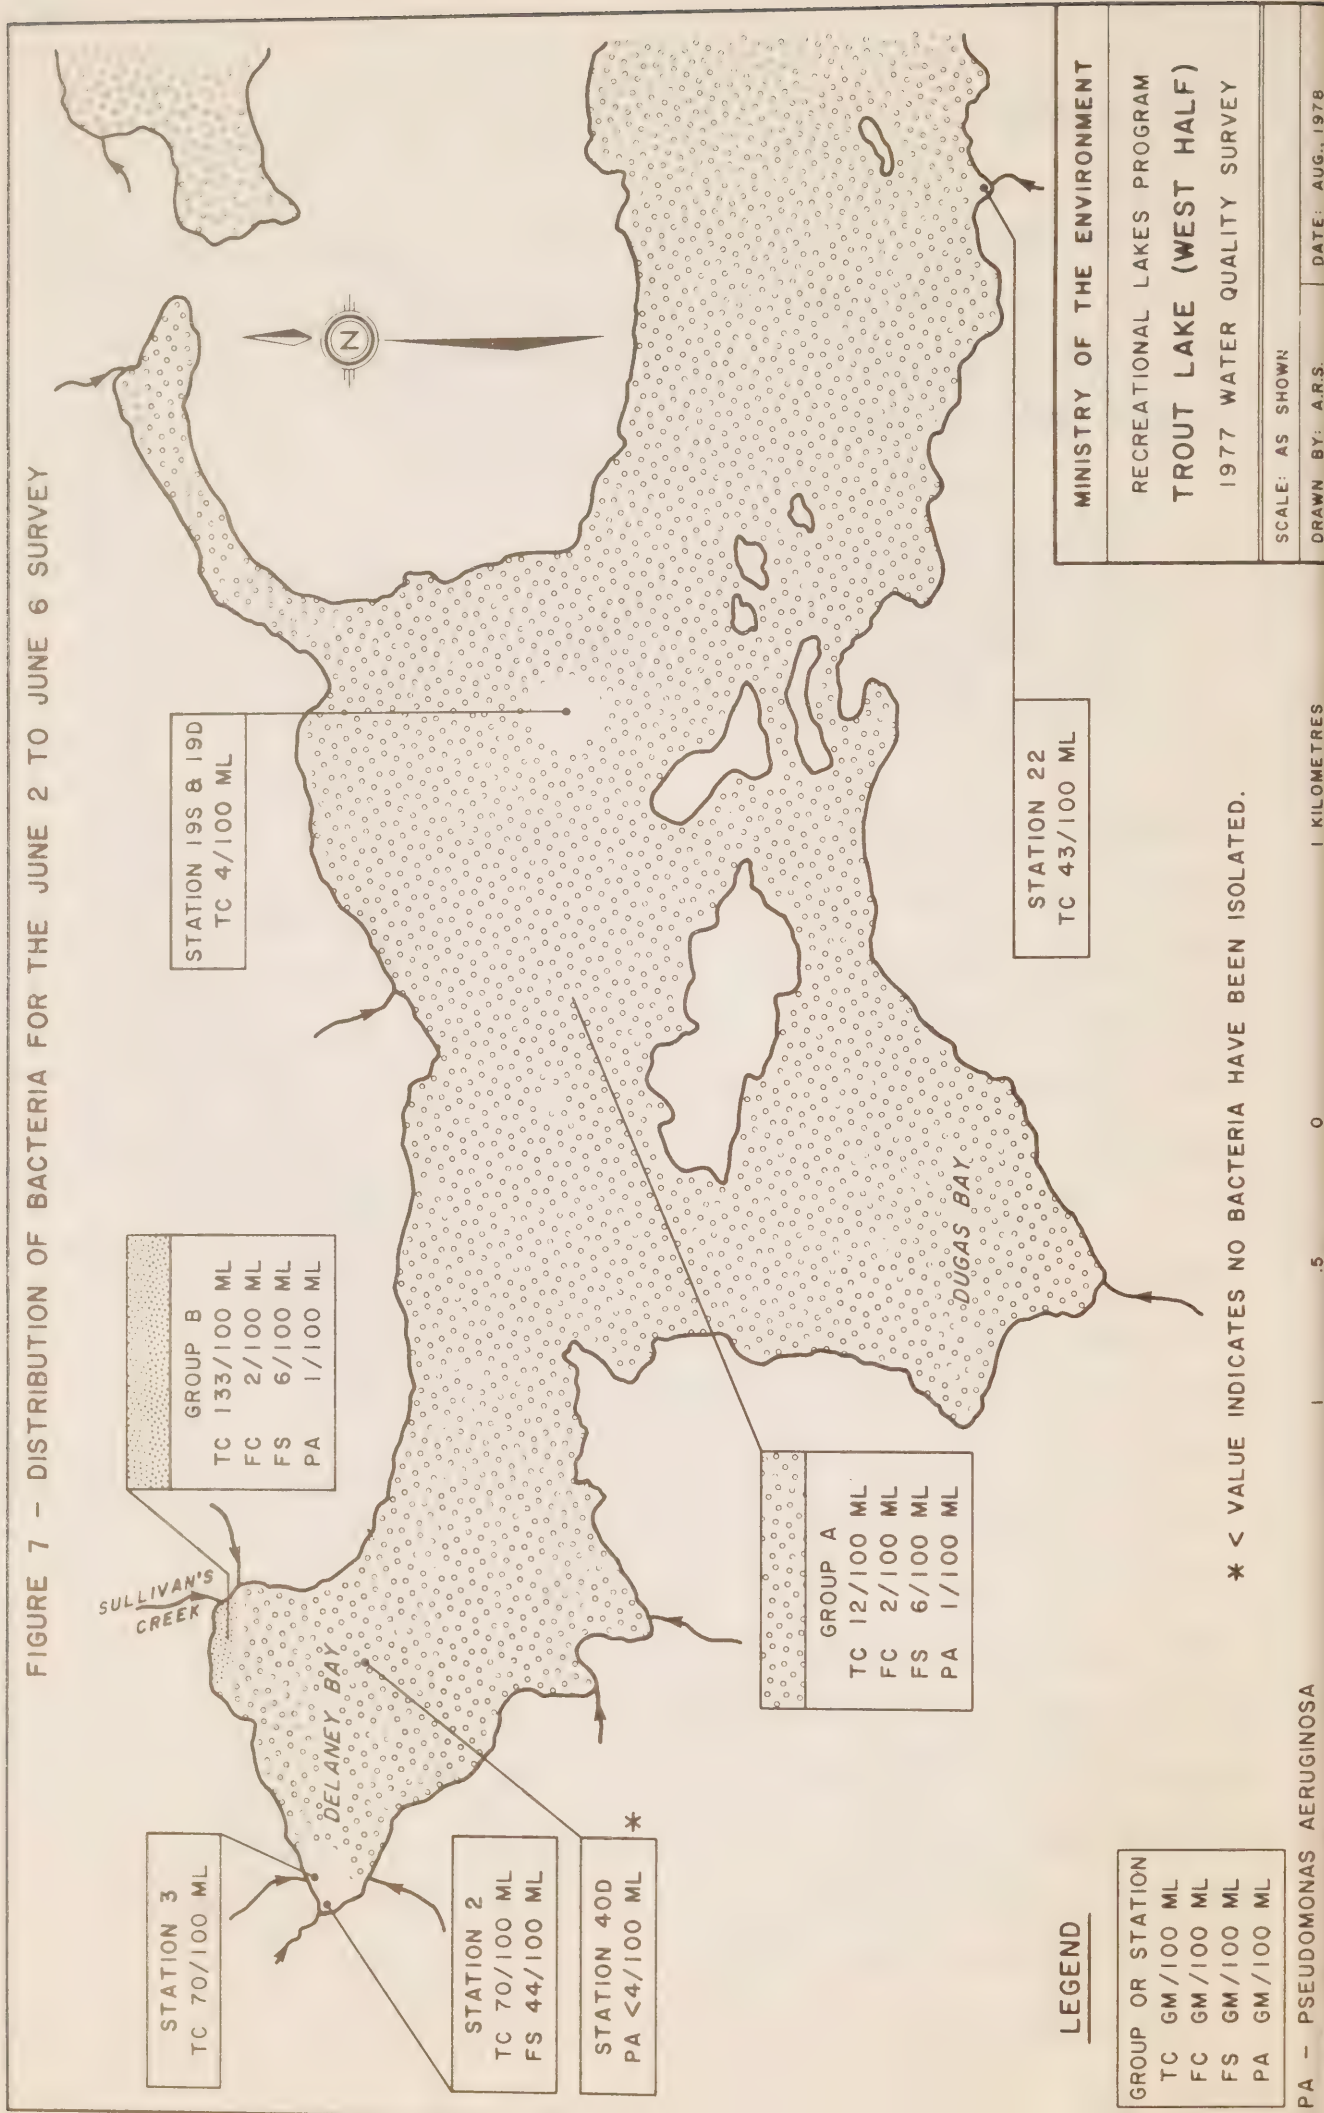 FIGURE 7 - DISTRIBUTION OF BACTERIA FOR THE JUNE 2 TO JUNE 6 SURVEY
STATION 3
TC 70/100 ML
SULLIVAN'S
CREEK
GROUP B
TC 133/100 ML
FC 2/100 ML
FS 6/100 ML
PA 1/100 ML
STATION 19S & 19D
TC 4/100 ML
N
DELANEY BAY
STATION 2
TC 70/100 ML
FS 44/100 ML
STATION 40D
PA <4/100 ML
*
GROUP A
TC 12/100 ML
FC 2/100 ML
FS 6/100 ML
PA 1/100 ML
DUGAS BAY
STATION 22
TC 43/100 ML
* < VALUE INDICATES NO BACTERIA HAVE BEEN ISOLATED.
LEGEND
GROUP OR STATION
TC GM/100 ML
FC GM/100 ML
FS GM/100 ML
PA GM/100 ML
PA - PSEUDOMONAS AERUGINOSA
1 .5 0 1 KILOMETRES
MINISTRY OF THE ENVIRONMENT
RECREATIONAL LAKES PROGRAM
TROUT LAKE (WEST HALF)
1977 WATER QUALITY SURVEY
SCALE: AS SHOWN
DRAWN BY: A.R.S. DATE: AUG., 1978